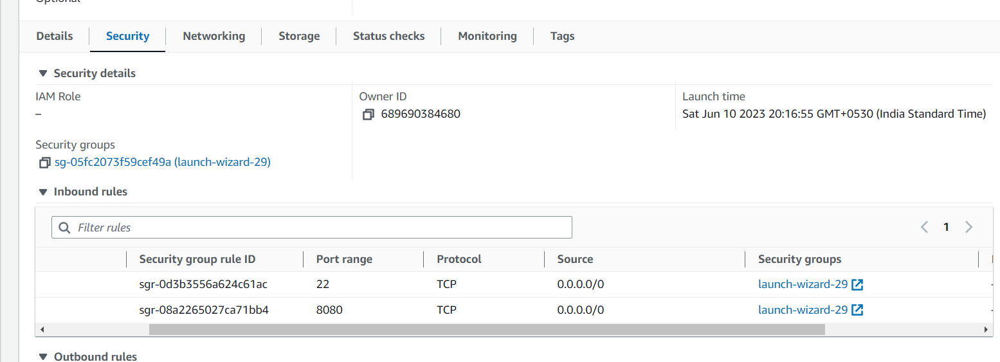 Optional
Details Security Networking Storage Status checks Monitoring Tags
Security details
IAM Role Owner ID Launch time
– 689690384680 Sat Jun 10 2023 20:16:55 GMT+0530 (India Standard Time)
Security groups
sg-05fc2073f59cef49a (launch-wizard-29)
Inbound rules
Filter rules 1
Security group rule ID Port range Protocol Source Security groups
sgr-0d3b3556a624c61ac 22 TCP 0.0.0.0/0 launch-wizard-29
sgr-08a2265027ca71bb4 8080 TCP 0.0.0.0/0 launch-wizard-29
Outbound rules